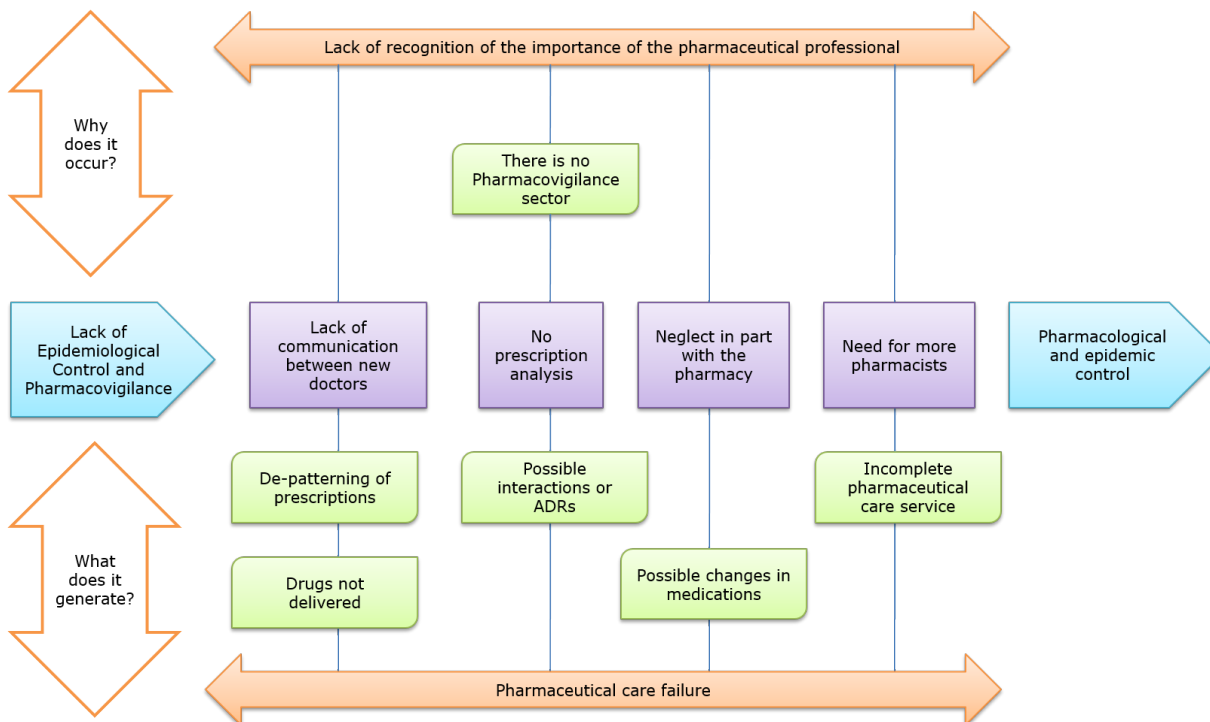 Lack of recognition of the importance of the pharmaceutical professional
Why
does it
occur?
There is no
Pharmacovigilance
sector
Lack of
Epidemiological
Control and
Pharmacovigilance
Lack of
communication
between new
doctors
No
prescription
analysis
Neglect in part
with the
pharmacy
Need for more
pharmacists
Pharmacological
and epidemic
control
What
does it
generate?
De-patterning of
prescriptions
Possible
interactions or
ADRs
Incomplete
pharmaceutical
care service
Drugs not
delivered
Possible changes in
medications
Pharmaceutical care failure